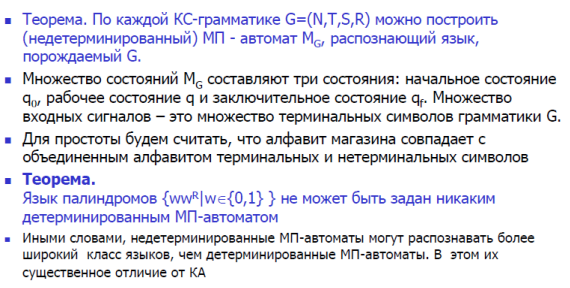 Теорема. По каждой КС-грамматике G=(N,T,S,R) можно построить
(недетерминированный) МП - автомат M_G, распознающий язык,
порождаемый G.
Множество состояний M_G составляют три состояния: начальное состояние
q_0, рабочее состояние q и заключительное состояние q_f. Множество
входных сигналов – это множество терминальных символов грамматики G.
Для простоты будем считать, что алфавит магазина совпадает с
объединенным алфавитом терминальных и нетерминальных символов
Теорема.
Язык палиндромов {ww^R|w∈{0,1} } не может быть задан никаким
детерминированным МП-автоматом
Иными словами, недетерминированные МП-автоматы могут распознавать более
широкий класс языков, чем детерминированные МП-автоматы. В этом их
существенное отличие от КА